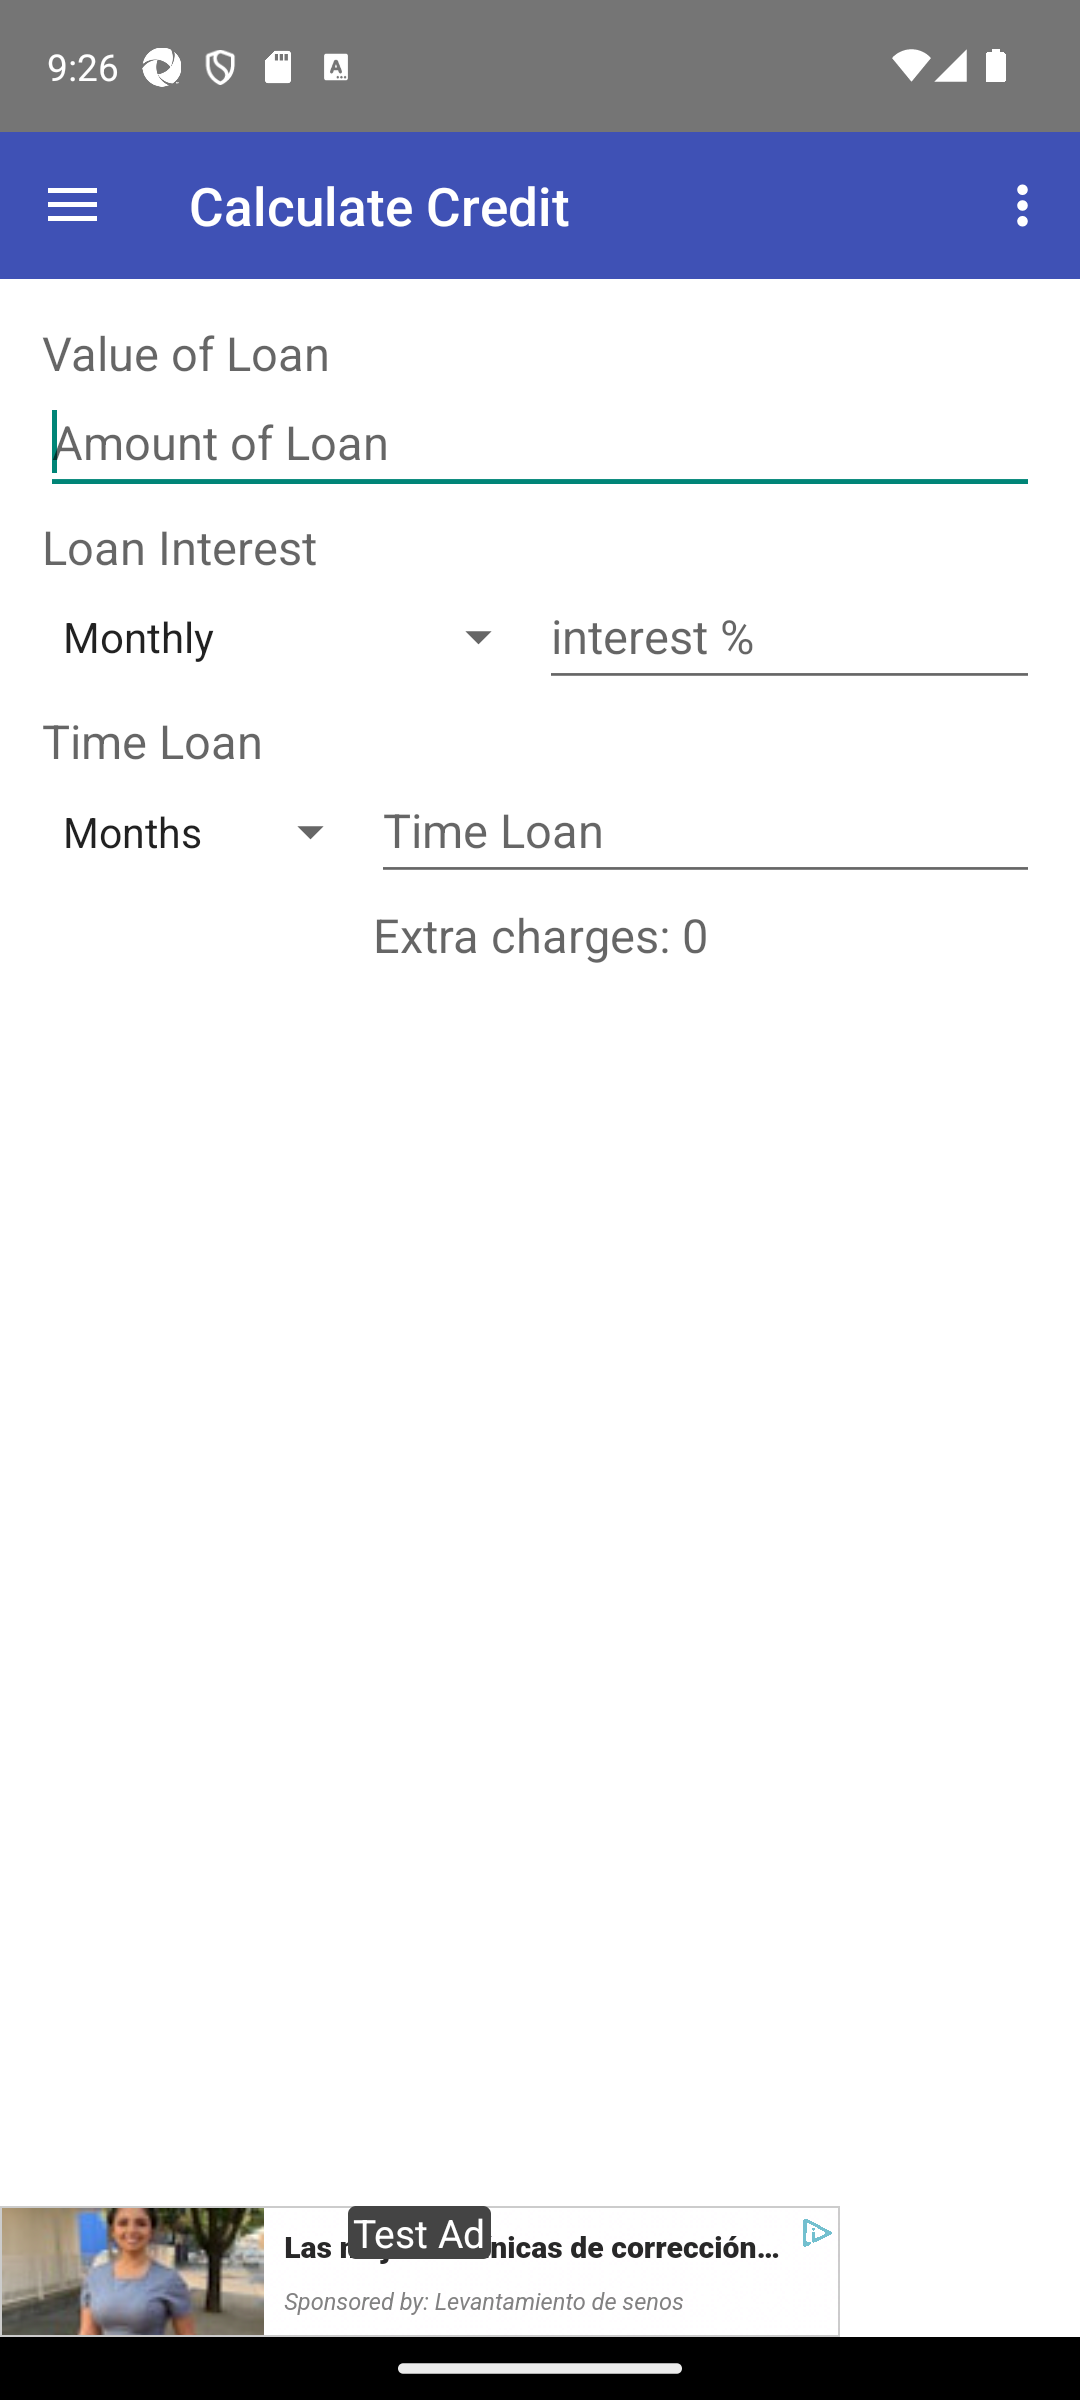 9:26
Calculate Credit
Value of Loan
Amount of Loan
Loan Interest
Monthly
interest %
Time Loan
Months
Time Loan
Extra charges: 0
Test Ad
Las nicas de corrección...
Sponsored by: Levantamiento de senos